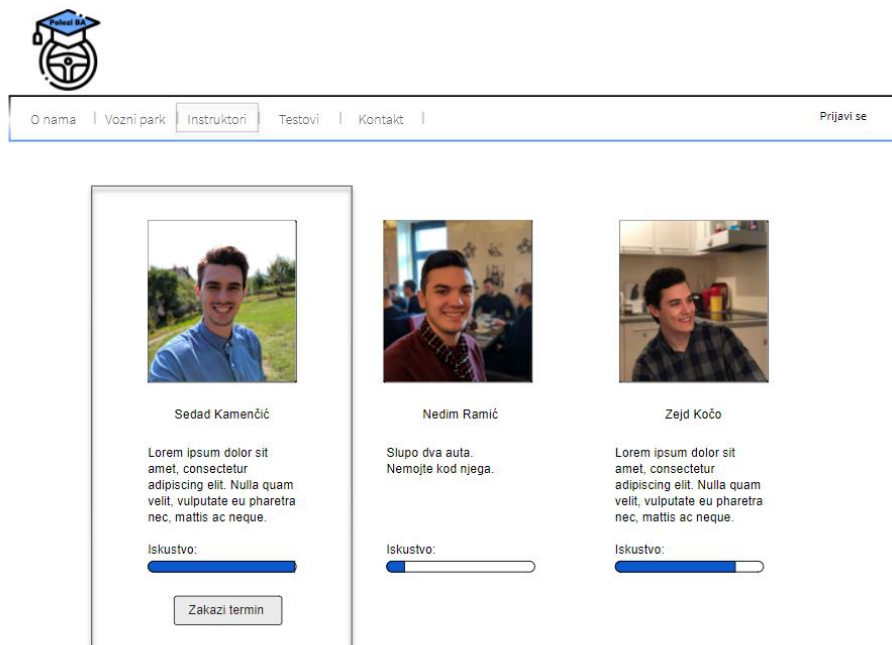 Polozi BA
O nama | Vozni park | Instruktori | Testovi | Kontakt |
Prijavi se
Sedad Kamenčić
Lorem ipsum dolor sit
amet, consectetur
adipiscing elit. Nulla quam
velit, vulputate eu pharetra
nec, mattis ac neque.
Iskustvo:
Zakazi termin
Nedim Ramić
Slupo dva auta.
Nemojte kod njega.
Iskustvo:
Zejd Kočo
Lorem ipsum dolor sit
amet, consectetur
adipiscing elit. Nulla quam
velit, vulputate eu pharetra
nec, mattis ac neque.
Iskustvo: